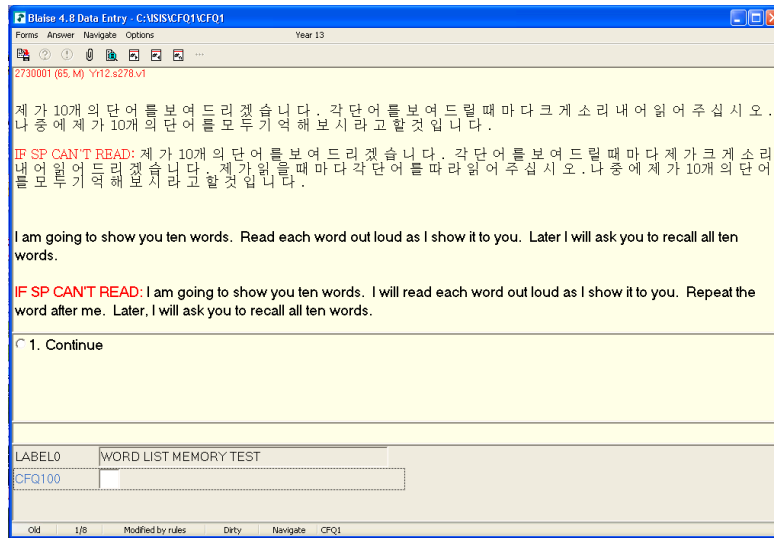 Blaise 4.8 Data Entry - C:\ISIS\CFQ1\CFQ1
Forms Answer Navigate Options Year 13
2730001 (65, M) Yr12.s278.v1
제 가 10개 의 단 어 를 보 여 드 리 겠 습 니 다 . 각 단 어 를 보 여 드 릴 때 마 다 크 게 소 리 내 어 읽 어 주 십 시 오 .
나 중 에 제 가 10개 의 단 어 를 모 두 기 억 해 보 시 라 고 할 것 입 니 다 .
IF SP CAN'T READ: 제 가 10개 의 단 어 를 보 여 드 리 겠 습 니 다 . 각 단 어 를 보 여 드 릴 때 마 다 제 가 크 게 소 리
내 어 읽 어 드 리 겠 습 니 다 . 제 가 읽 을 때 마 다 각 단 어 를 따 라 읽 어 주 십 시 오 . 나 중 에 제 가 10개 의 단 어
를 모 두 기 억 해 보 시 라 고 할 것 입 니 다 .
I am going to show you ten words. Read each word out loud as I show it to you. Later I will ask you to recall all ten
words.
IF SP CAN'T READ: I am going to show you ten words. I will read each word out loud as I show it to you. Repeat the
word after me. Later, I will ask you to recall all ten words.
1. Continue
LABEL0 WORD LIST MEMORY TEST
CFQ100
Old 1/8 Modified by rules Dirty Navigate CFQ1